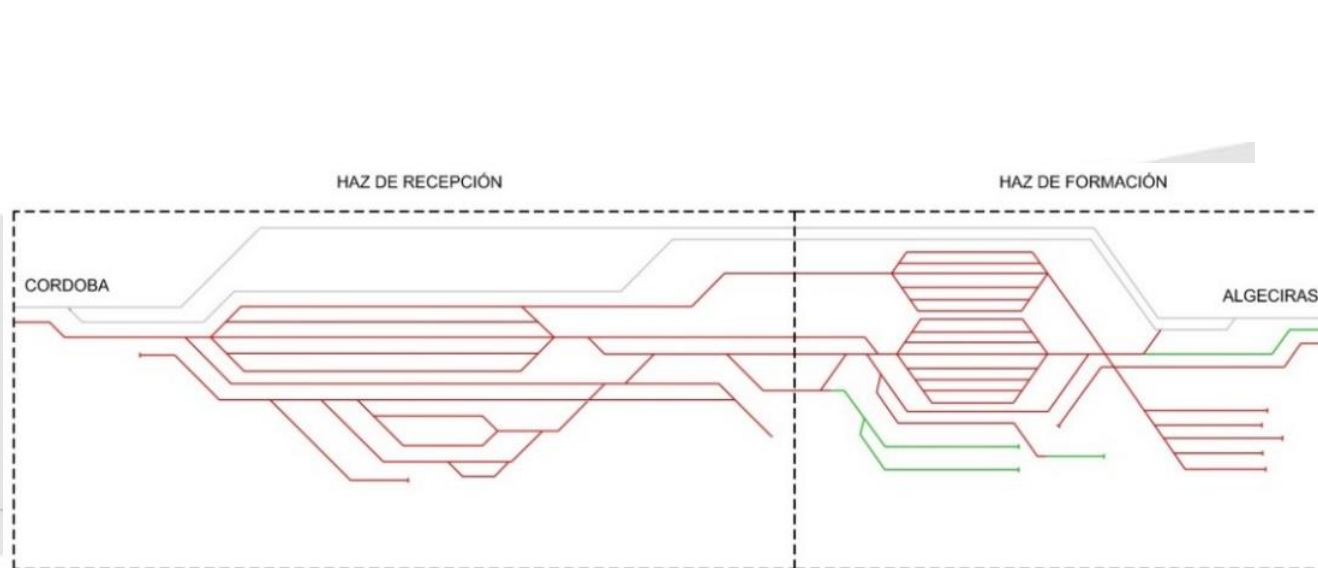 HAZ DE RECEPCIÓN
HAZ DE FORMACIÓN
CORDOBA
ALGECIRAS